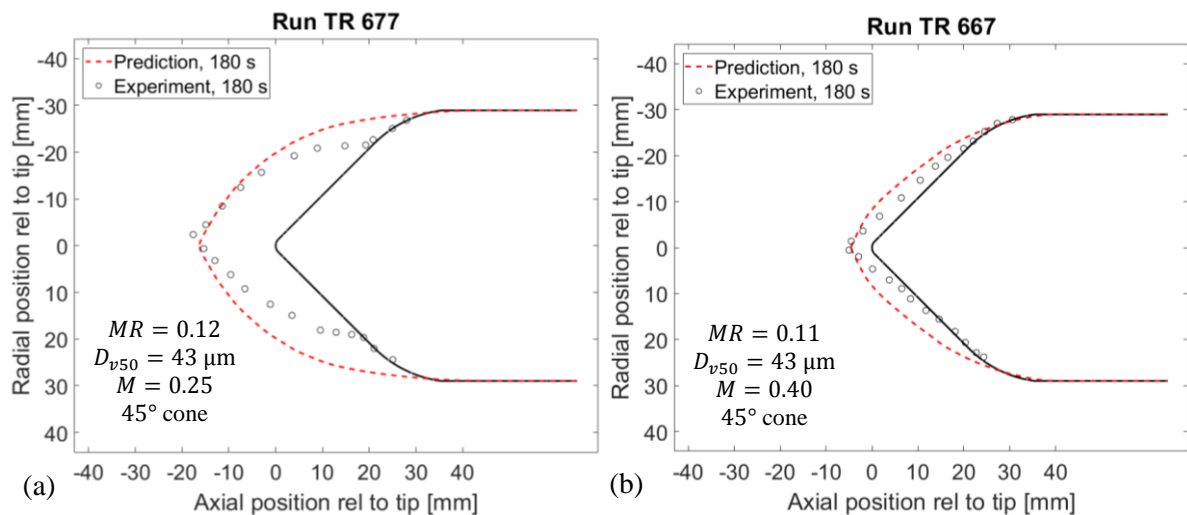 Run TR 677
Prediction, 180 s
Experiment, 180 s
-40
-30
-20
-10
0
10
20
30
40
Radial position rel to tip [mm]
MR = 0.12
D_{v50} = 43 μm
M = 0.25
45° cone
-40 -30 -20 -10 0 10 20 30 40
Axial position rel to tip [mm]
(a)
Run TR 667
Prediction, 180 s
Experiment, 180 s
-40
-30
-20
-10
0
10
20
30
40
Radial position rel to tip [mm]
MR = 0.11
D_{v50} = 43 μm
M = 0.40
45° cone
-40 -30 -20 -10 0 10 20 30 40
Axial position rel to tip [mm]
(b)